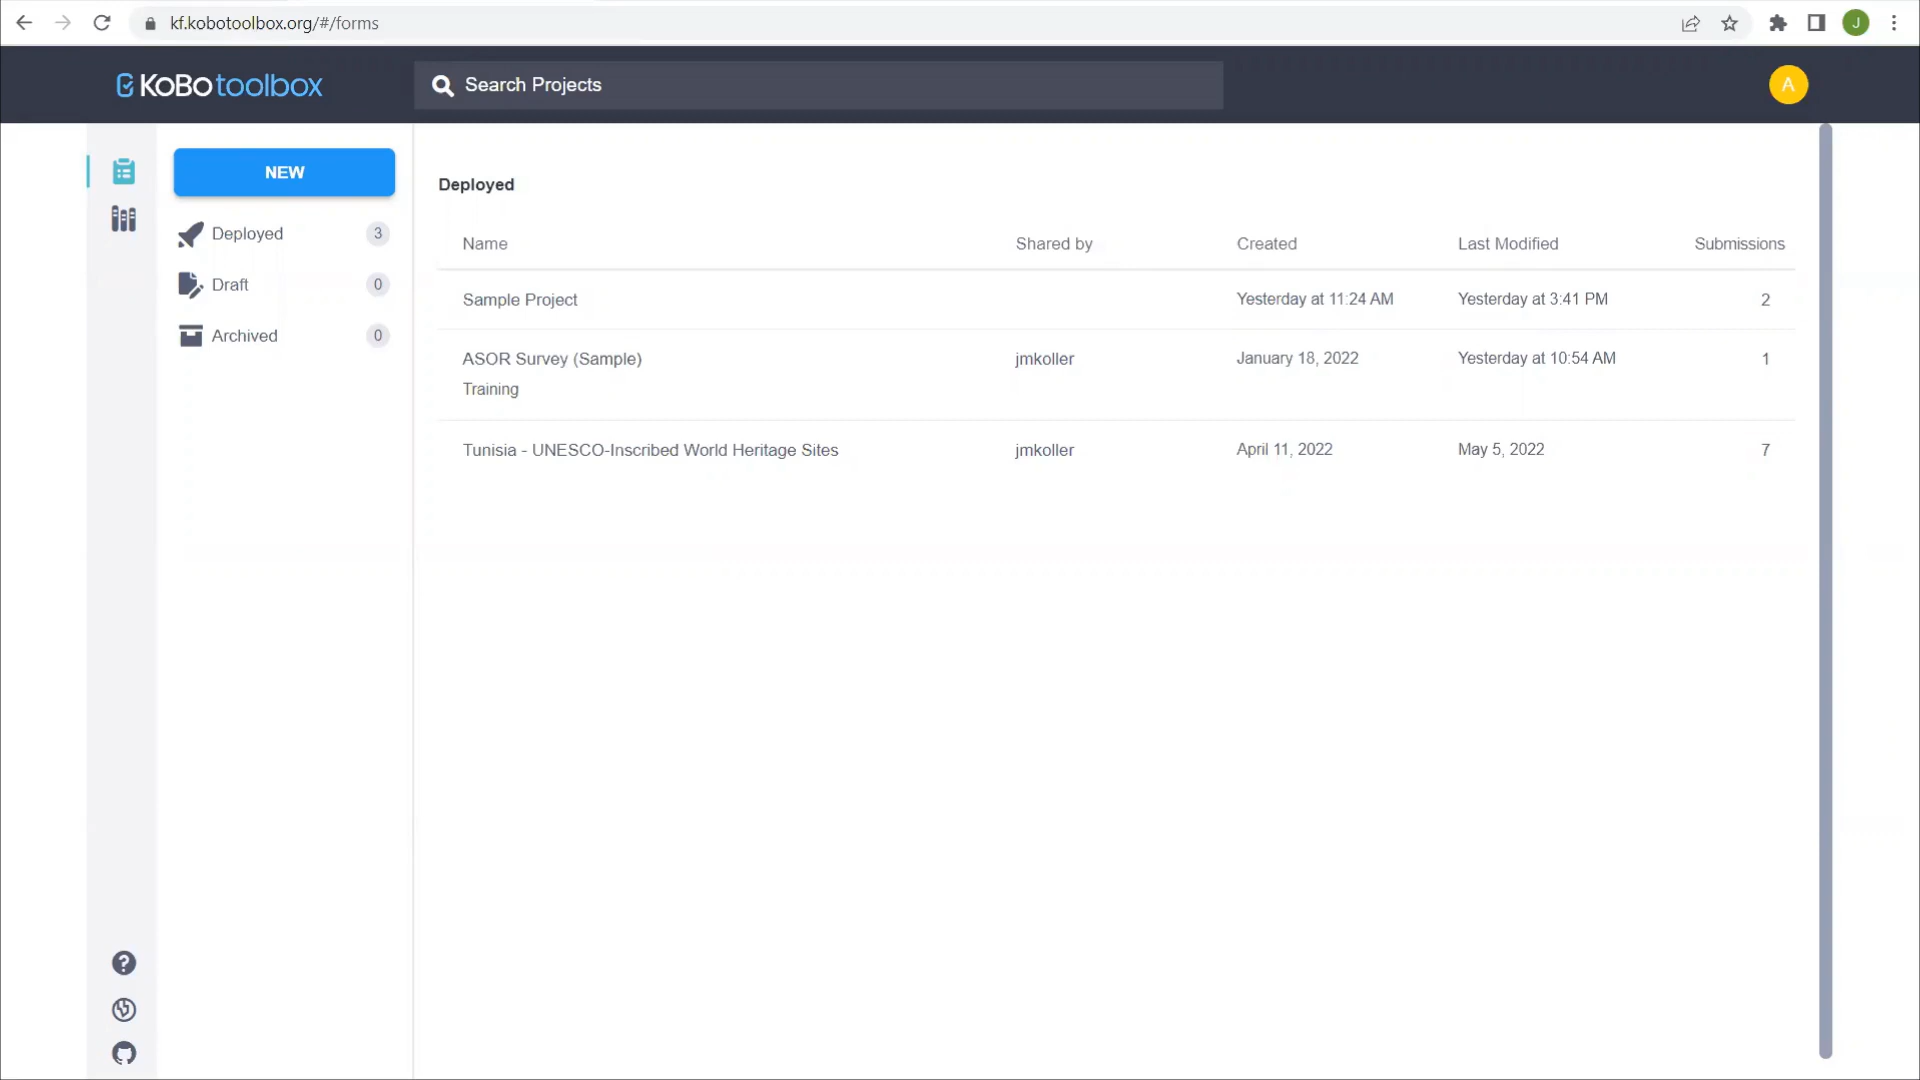 kf.kobotoolbox.org/#/forms
J
KoBo toolbox
Search Projects
A
NEW
Deployed 3
Draft 0
Archived 0
Deployed
Name Shared by Created Last Modified Submissions
Sample Project Yesterday at 11:24 AM Yesterday at 3:41 PM 2
ASOR Survey (Sample) jmkoller January 18, 2022 Yesterday at 10:54 AM 1
Training
Tunisia - UNESCO-Inscribed World Heritage Sites jmkoller April 11, 2022 May 5, 2022 7
?